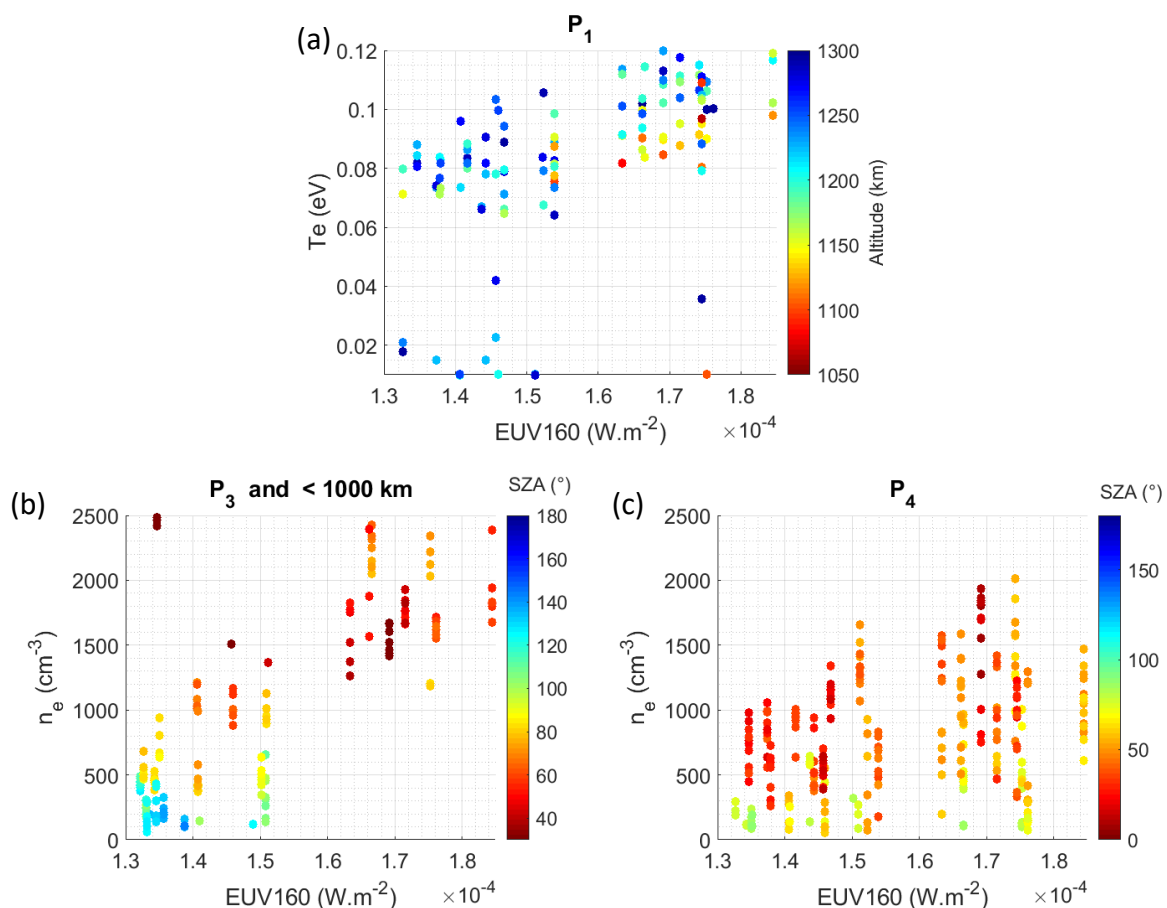 (a)
P1
Te (eV)
0.12
0.1
0.08
0.06
0.04
0.02
1.3 1.4 1.5 1.6 1.7 1.8
EUV160 (W.m-2)
×10-4
1300
1250
1200
1150
1100
1050
Altitude (km)
(b)
P3 and < 1000 km
SZA (°)
ne (cm-3)
2500
2000
1500
1000
500
0
1.3 1.4 1.5 1.6 1.7 1.8
EUV160 (W.m-2)
×10-4
180
160
140
120
100
80
60
40
(c)
P4
SZA (°)
ne (cm-3)
2500
2000
1500
1000
500
0
1.3 1.4 1.5 1.6 1.7 1.8
EUV160 (W.m-2)
×10-4
150
100
50
0